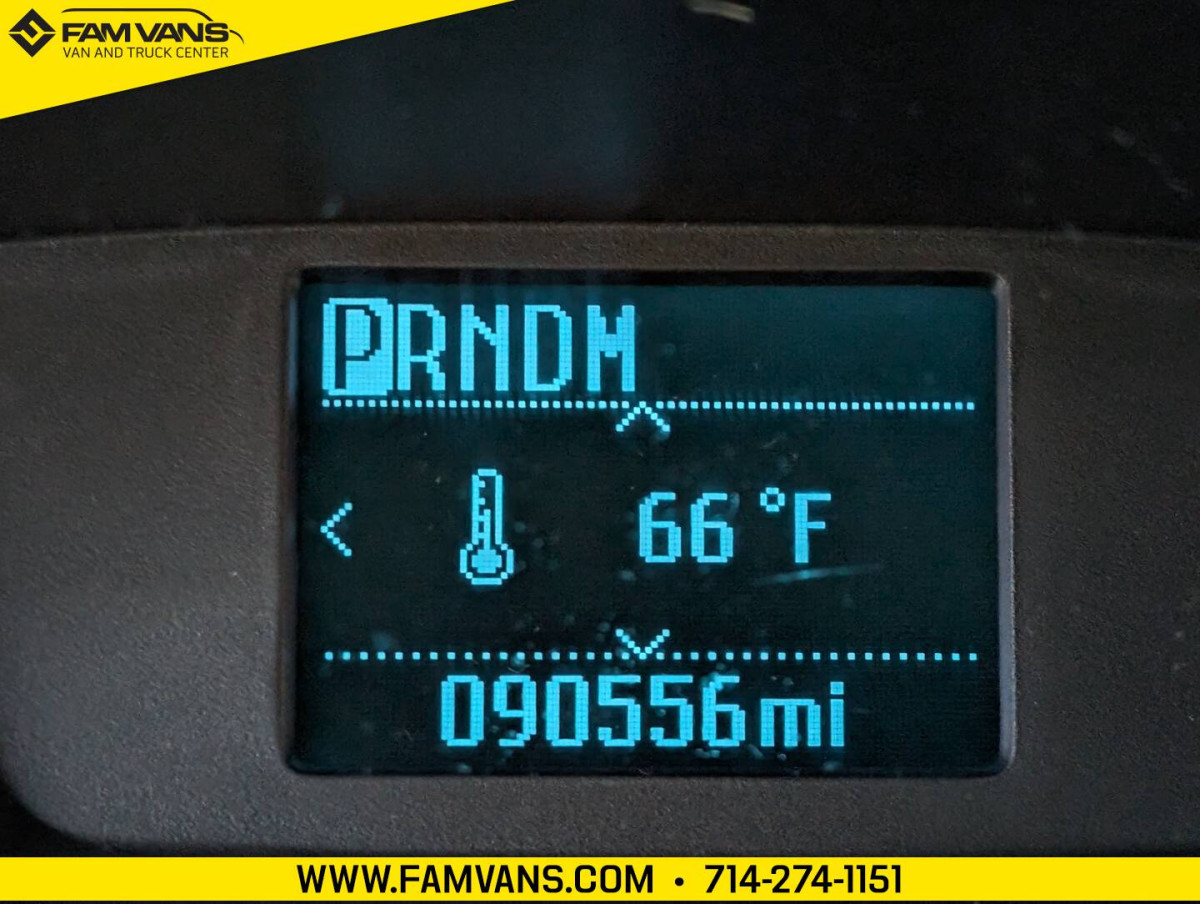 FAM VANS
VAN AND TRUCK CENTER
PRNDM
66 °F
090556mi
WWW.FAMVANS.COM • 714-274-1151